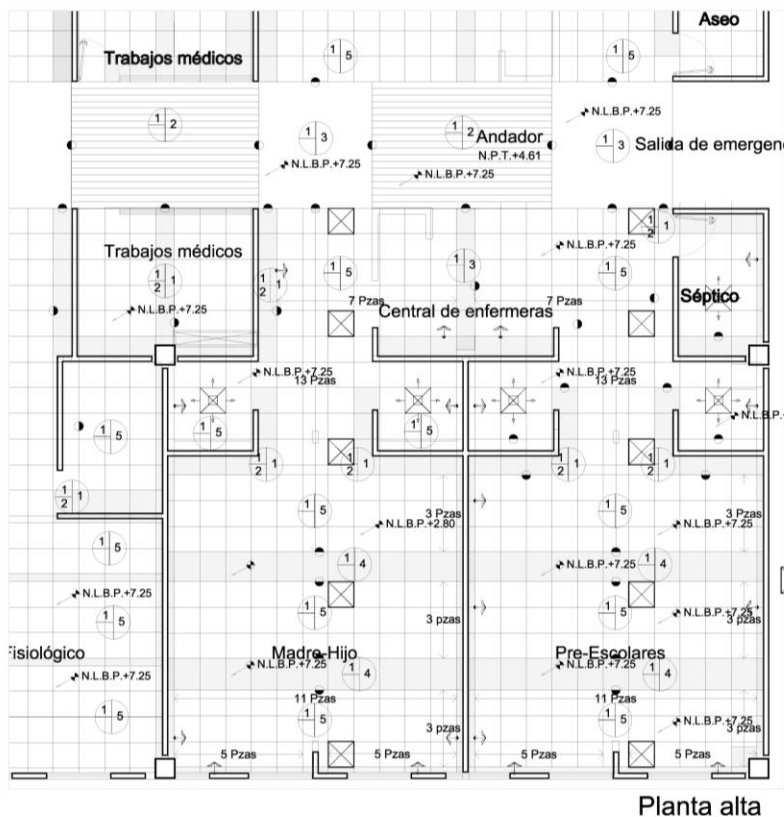 Aseo
Trabajos médicos
1 5
1 5
1 2
1 3
1 2
Andador
N.P.T.+4.61
N.L.B.P.+7.25
1 3
Salida de emergen
N.L.B.P.+7.25
N.L.B.P.+7.25
Trabajos médicos
1 2 1
N.L.B.P.+7.25
1 2 1
1 5
1 3
N.L.B.P.+7.25
1 5
1 2 1
7 Pzas
Central de enfermeras
7 Pzas
Séptico
N.L.B.P.+7.25
N.L.B.P.+7.25
N.L.B.P.+7.25
13 Pzas
13 Pzas
N.L.B.P.+
1 5
1 5
1 5
1 2 1
1 2 1
1 2 1
1 2 1
1 2 1
1 5
3 Pzas
1 5
3 Pzas
N.L.B.P.+2.80
N.L.B.P.+7.25
1 5
1 4
N.L.B.P.+7.25
1 4
N.L.B.P.+7.25
1 5
1 5
3 pzas
1 5
N.L.B.P.+7.25
3 pzas
Fisiológico
Madre-Hijo
Pre-Escolares
N.L.B.P.+7.25
N.L.B.P.+7.25
1 4
N.L.B.P.+7.25
1 4
11 Pzas
11 Pzas
1 5
1 5
3 pzas
1 5
N.L.B.P.+7.25
3 pzas
5 Pzas
5 Pzas
5 Pzas
5 Pzas
Planta alta